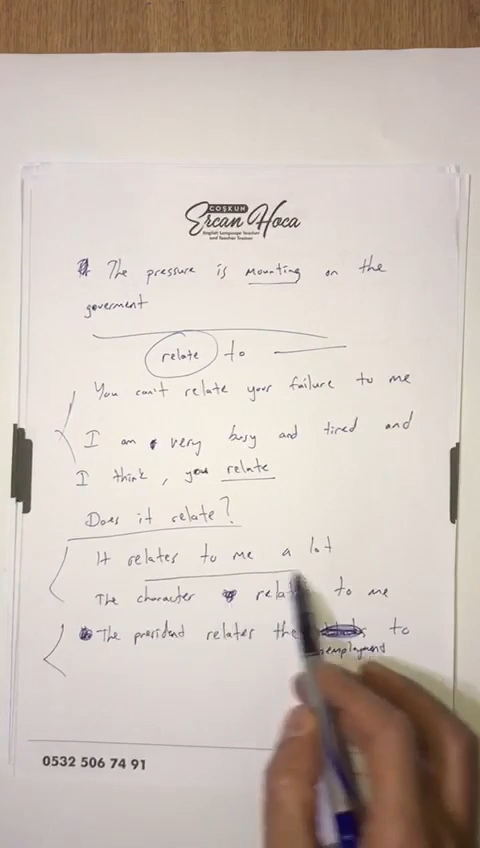 COŞKUN
Ercan Hoca
English Language Teacher
and Teacher Trainer
The pressure is mounting on the
goverment
relate to
You can't relate your failure to me
I am very busy and tired and
I think, you relate
Does it relate?
It relates to me a lot
The character to me
The president relates the to
0532 506 74 91